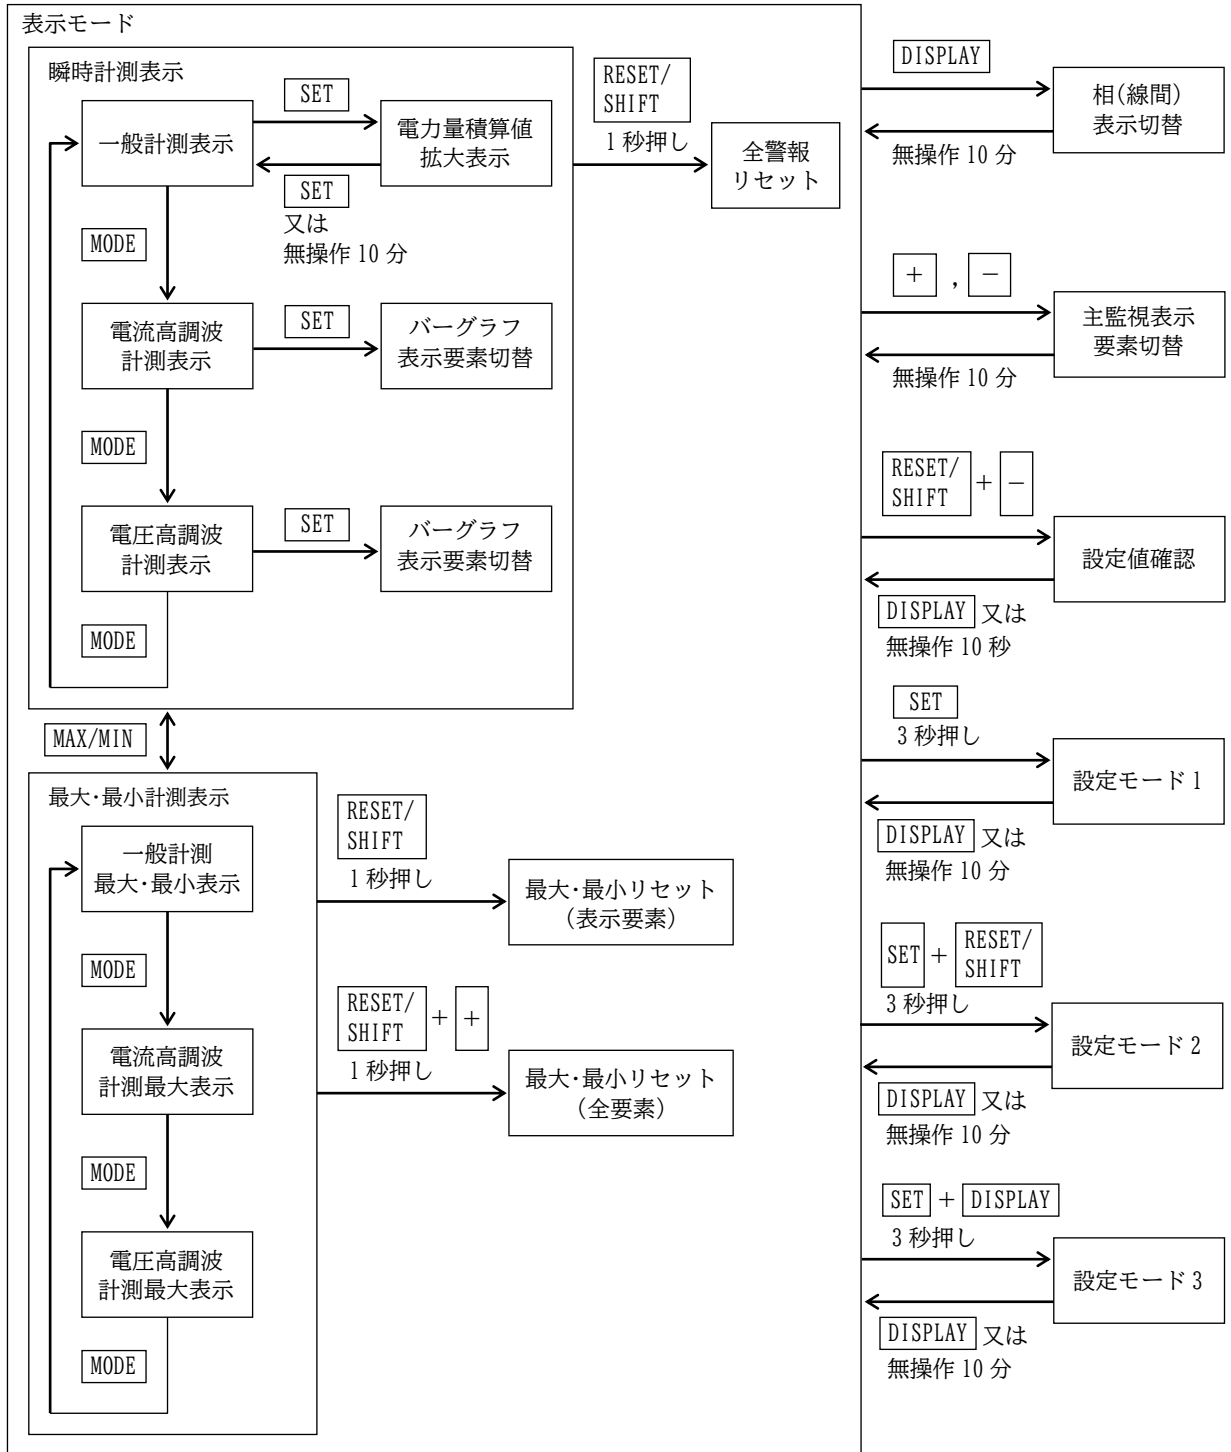 表示モード
瞬時計測表示
一般計測表示
SET
電力量積算値
拡大表示
SET
又は
無操作 10 分
MODE
電流高調波
計測表示
SET
バーグラフ
表示要素切替
MODE
電圧高調波
計測表示
SET
バーグラフ
表示要素切替
MODE
RESET/
SHIFT
1 秒押し
全警報
リセット
MAX/MIN
最大・最小計測表示
一般計測
最大・最小表示
MODE
電流高調波
計測最大表示
MODE
電圧高調波
計測最大表示
MODE
RESET/
SHIFT
1 秒押し
最大・最小リセット
(表示要素)
RESET/
SHIFT
+ +
1 秒押し
最大・最小リセット
(全要素)
DISPLAY
相(線間)
表示切替
無操作 10 分
+ , −
主監視表示
要素切替
無操作 10 分
RESET/
SHIFT
+ −
設定値確認
DISPLAY 又は
無操作 10 秒
SET
3 秒押し
設定モード 1
DISPLAY 又は
無操作 10 分
SET + RESET/
SHIFT
3 秒押し
設定モード 2
DISPLAY 又は
無操作 10 分
SET + DISPLAY
3 秒押し
設定モード 3
DISPLAY 又は
無操作 10 分